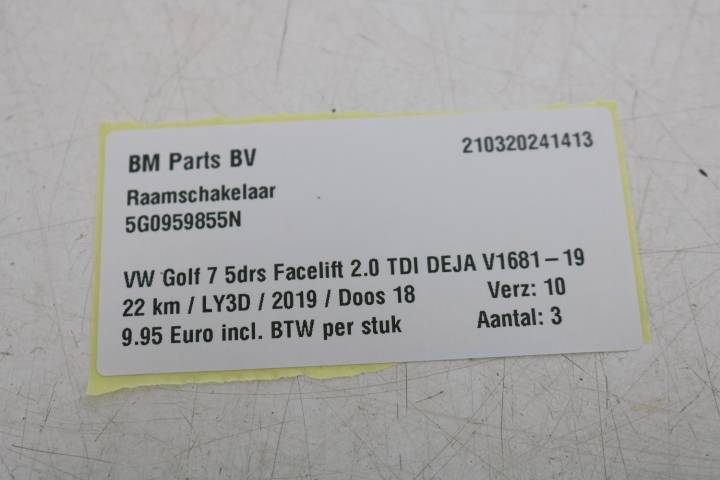 BM Parts BV
210320241413
Raamschakelaar
5G0959855N
VW Golf 7 5drs Facelift 2.0 TDI DEJA V1681-19
22 km / LY3D / 2019 / Doos 18 Verz: 10
9.95 Euro incl. BTW per stuk Aantal: 3